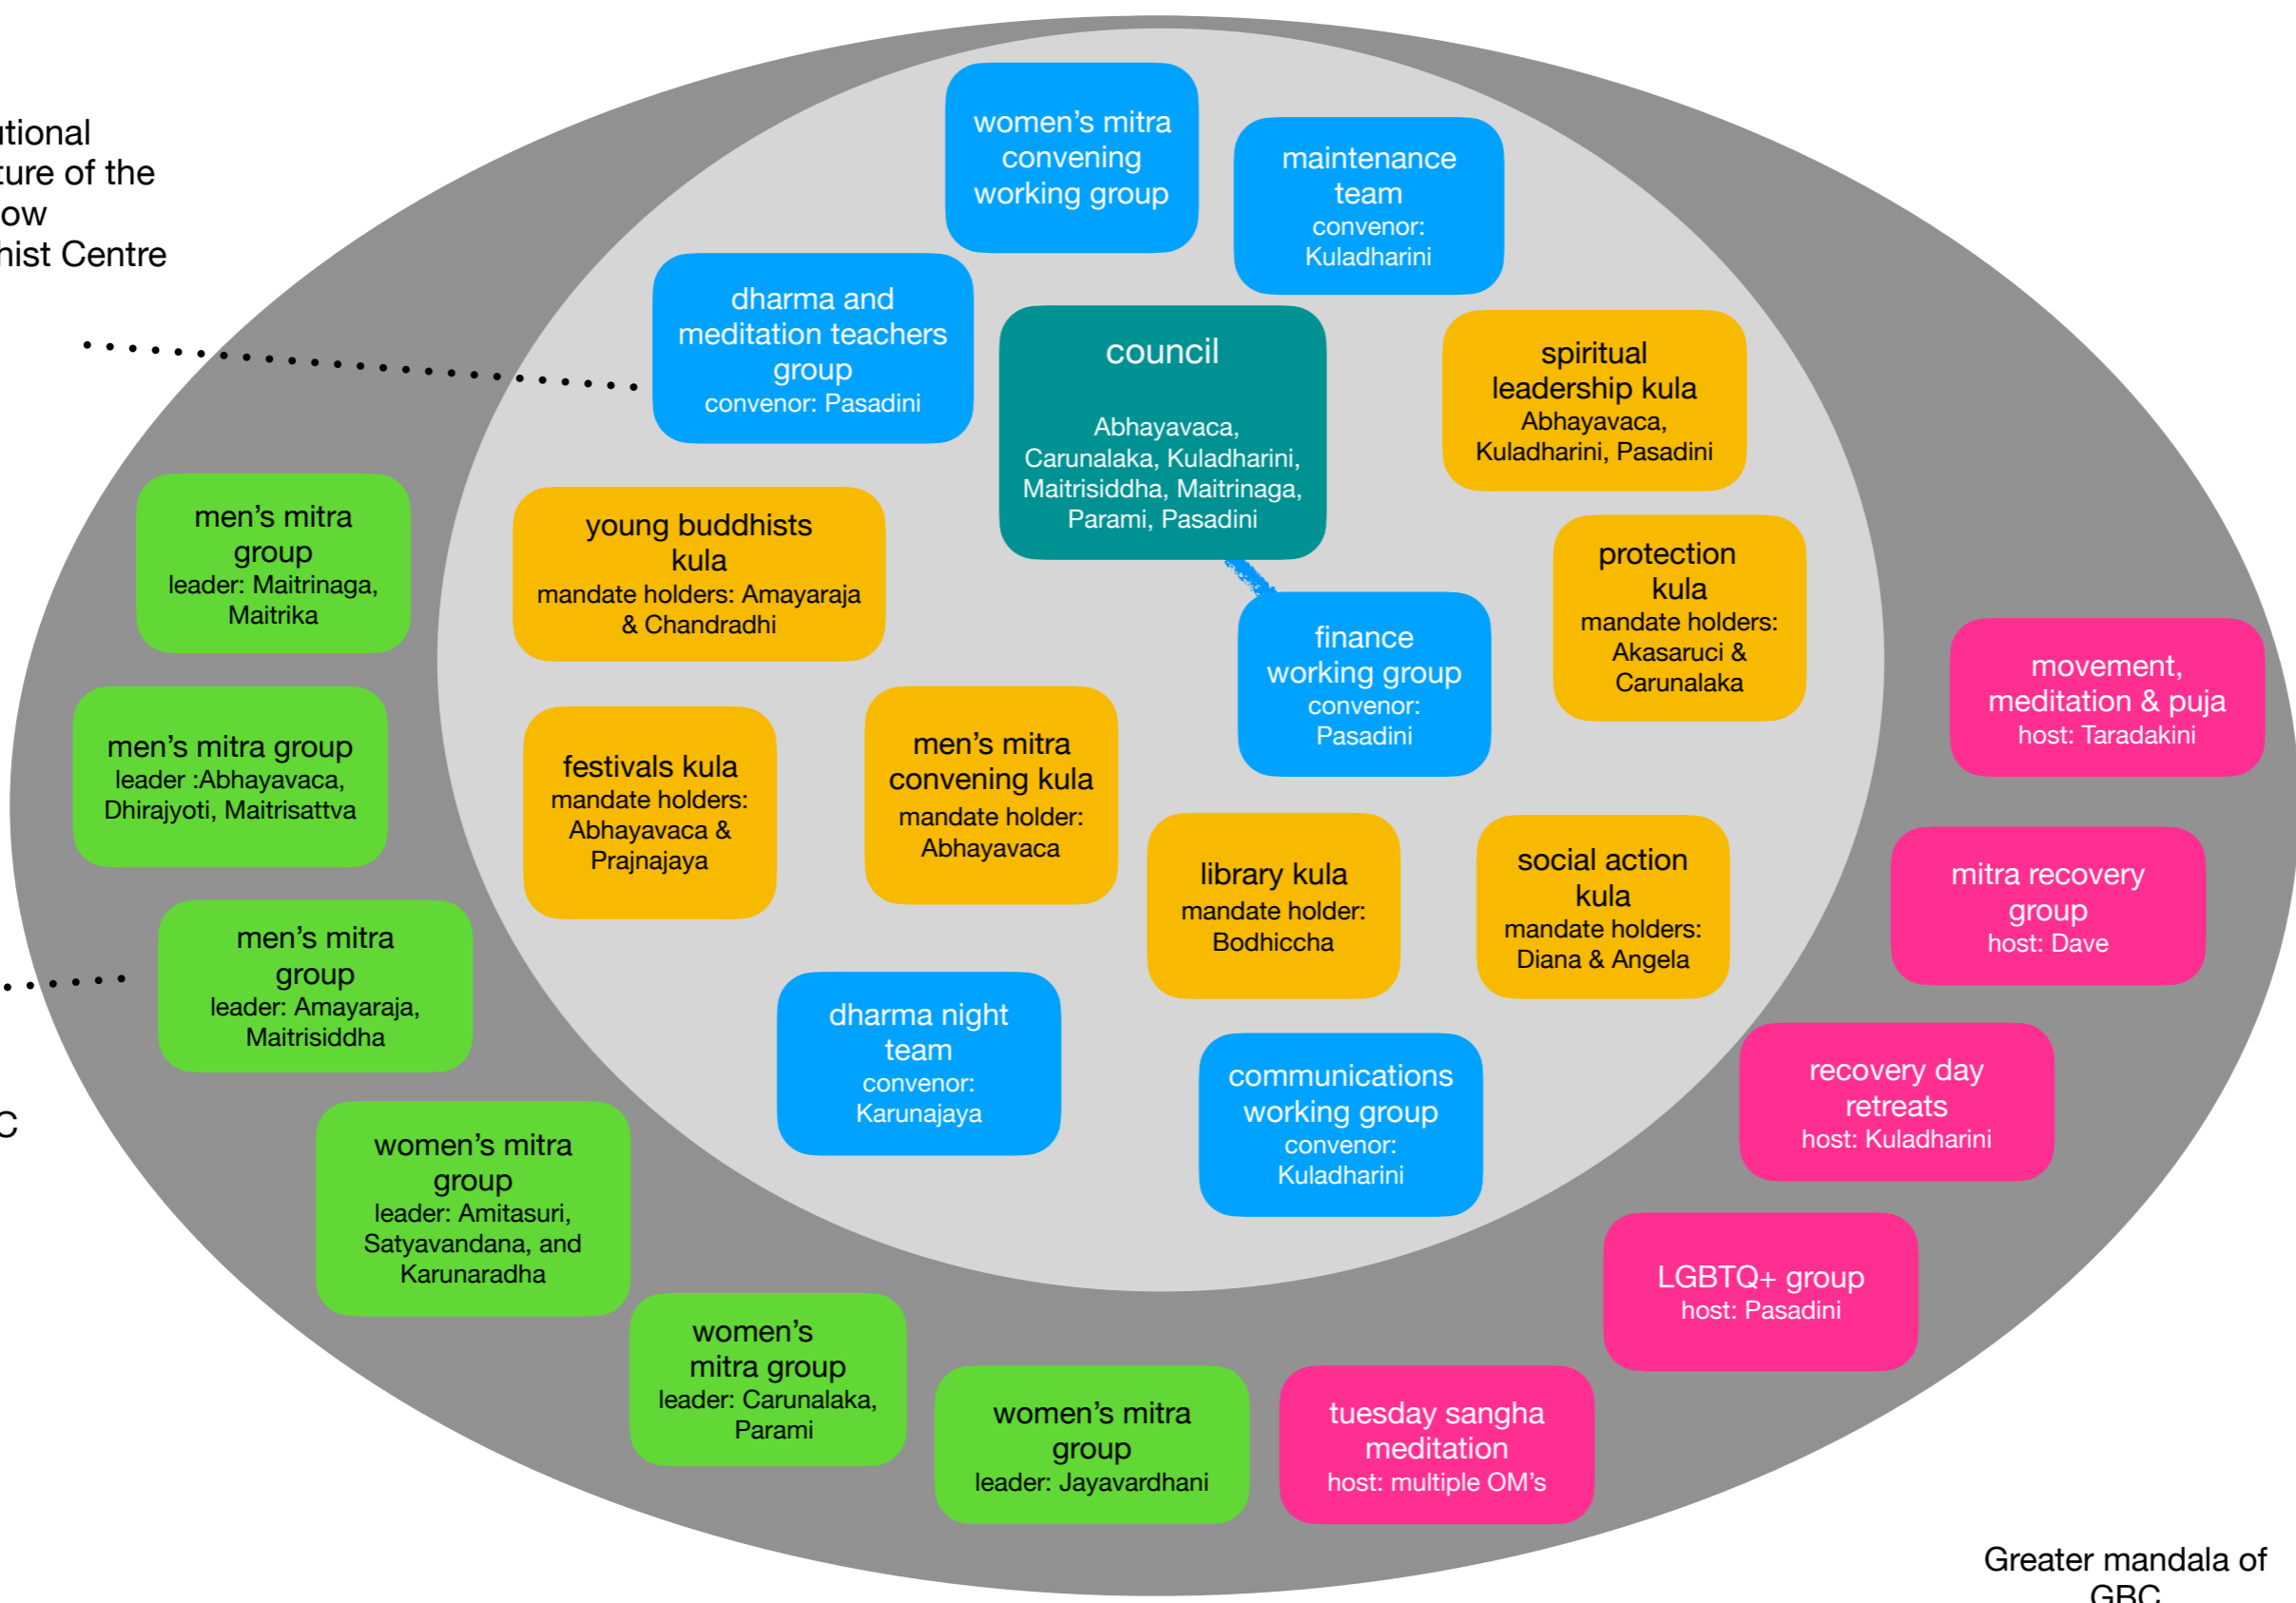 utional
ture of the
ow
hist Centre
women's mitra
convening
working group
maintenance
team
convenor:
Kuladharini
dharma and
meditation teachers
group
convenor: Pasadini
council
Abhayavaca,
Carunalaka, Kuladharini,
Maitrisiddha, Maitrinaga,
Parami, Pasadini
spiritual
leadership kula
Abhayavaca,
Kuladharini, Pasadini
men's mitra
group
leader: Maitrinaga,
Maitrika
young buddhists
kula
mandate holders: Amayaraja
& Chandradhi
protection
kula
mandate holders:
Akasaruci &
Carunalaka
finance
working group
convenor:
Pasadini
movement,
meditation & puja
host: Taradakini
men's mitra group
leader :Abhayavaca,
Dhirajyoti, Maitrisattva
festivals kula
mandate holders:
Abhayavaca &
Prajnajaya
men's mitra
convening kula
mandate holder:
Abhayavaca
library kula
mandate holder:
Bodhiccha
social action
kula
mandate holders:
Diana & Angela
mitra recovery
group
host: Dave
men's mitra
group
leader: Amayaraja,
Maitrisiddha
dharma night
team
convenor:
Karunajaya
communications
working group
convenor:
Kuladharini
recovery day
retreats
host: Kuladharini
C
women's mitra
group
leader: Amitasuri,
Satyavandana, and
Karunaradha
LGBTQ+ group
host: Pasadini
women's
mitra group
leader: Carunalaka,
Parami
women's mitra
group
leader: Jayavardhani
tuesday sangha
meditation
host: multiple OM's
Greater mandala of
GBC